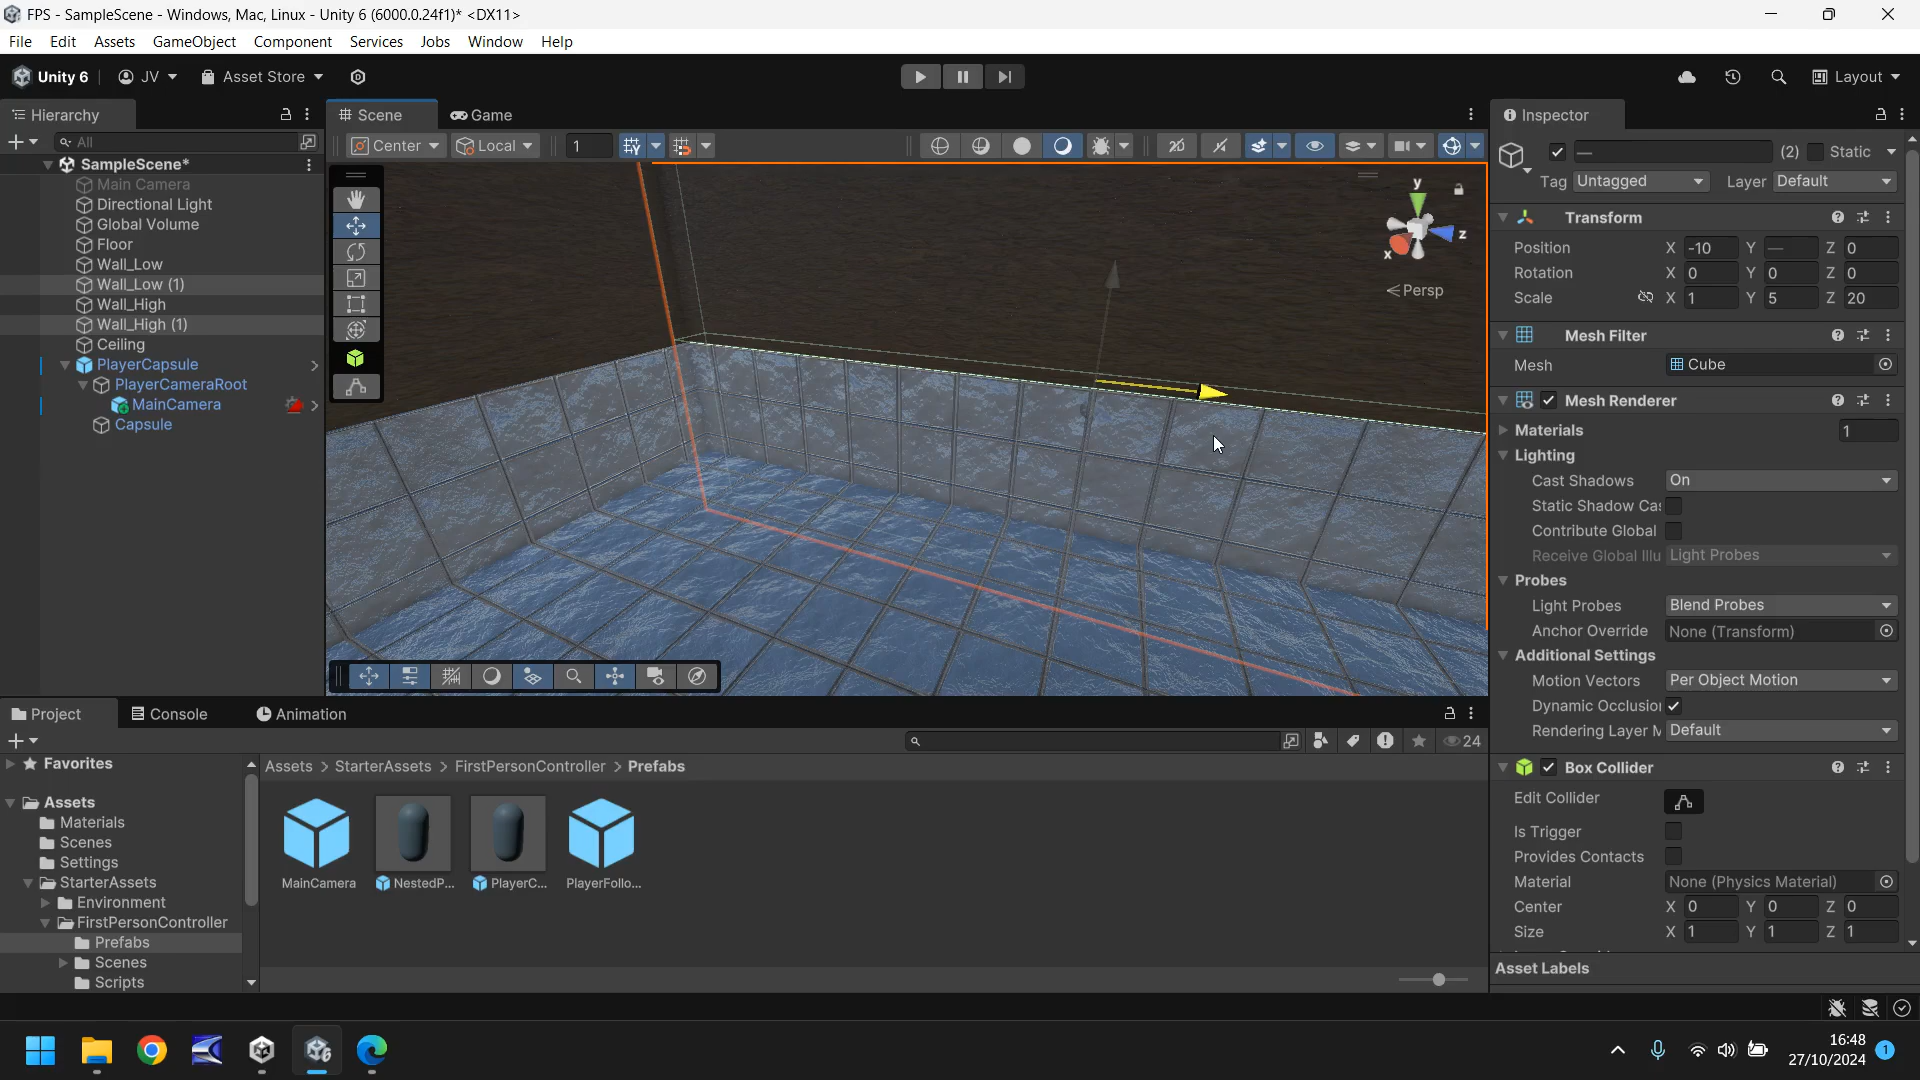 FPS - SampleScene - Windows, Mac, Linux - Unity 6 (6000.0.24f1)* <DX11>
File Edit Assets GameObject Component Services Jobs Window Help
Unity 6 JV Asset Store Layout
Hierarchy Scene Game Inspector
All Center Local 1 — (2) Static
SampleScene*
Tag Untagged Layer Default
Main Camera
Directional Light
Global Volume
Floor
Wall_Low
Wall_Low (1)
Wall_High
Wall_High (1)
Ceiling
PlayerCapsule
PlayerCameraRoot
MainCamera
Capsule
y
z
x
Persp
Transform
Position X -10 Y — Z 0
Rotation X 0 Y 0 Z 0
Scale X 1 Y 5 Z 20
Mesh Filter
Mesh Cube
Mesh Renderer
Materials 1
Lighting
Cast Shadows On
Static Shadow Ca
Contribute Global
Receive Global Illu Light Probes
Probes
Light Probes Blend Probes
Anchor Override None (Transform)
Additional Settings
Motion Vectors Per Object Motion
Dynamic Occlusio
Rendering Layer M Default
Box Collider
Edit Collider
Is Trigger
Provides Contacts
Material None (Physics Material)
Center X 0 Y 0 Z 0
Size X 1 Y 1 Z 1
Asset Labels
Project Console Animation
24
Favorites
Assets > StarterAssets > FirstPersonController > Prefabs
Assets
Materials
Scenes
Settings
StarterAssets
Environment
FirstPersonController
Prefabs
Scenes
Scripts
MainCamera NestedP... PlayerC... PlayerFollo...
16:48
27/10/2024
1